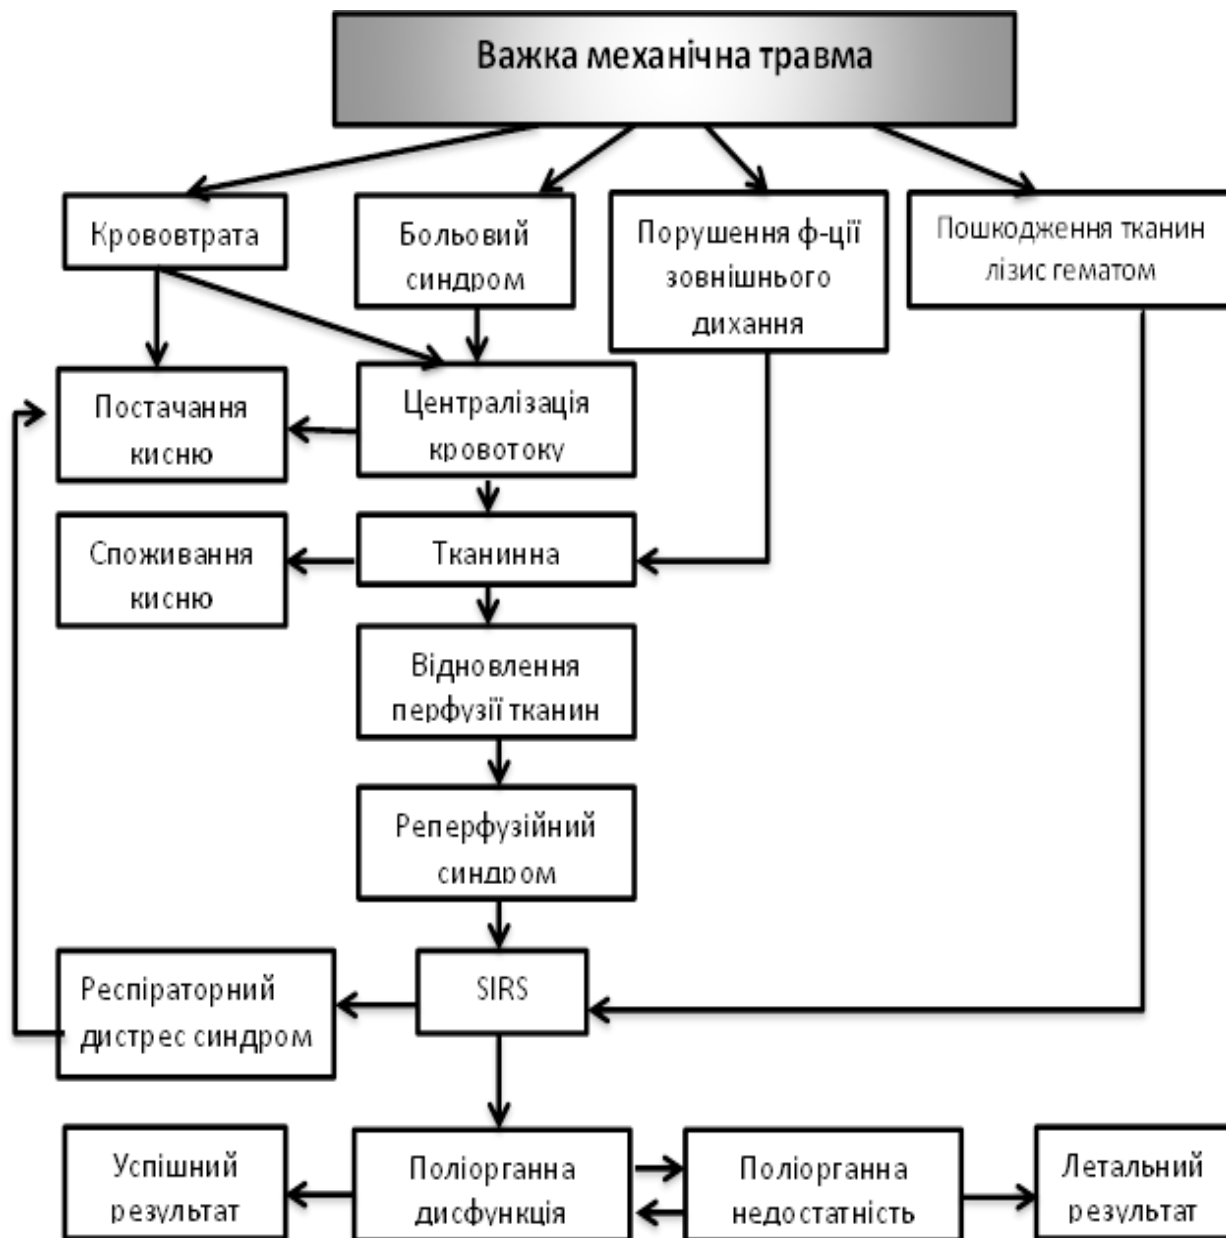 Важка механічна травма
Крововтрата
Больовий
синдром
Порушення ф-ції
зовнішнього
дихання
Пошкодження тканин
лізис гематом
Постачання
кисню
Централізація
кровотоку
Споживання
кисню
Тканинна
Відновлення
перфузії тканин
Реперфузійний
синдром
Респіраторний
дистрес синдром
SIRS
Успішний
результат
Поліорганна
дисфункція
Поліорганна
недостатність
Летальний
результат